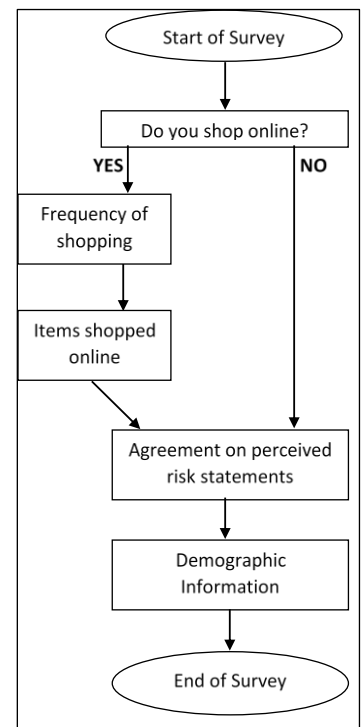 Start of Survey
Do you shop online?
YES
NO
Frequency of
shopping
Items shopped
online
Agreement on perceived
risk statements
Demographic
Information
End of Survey